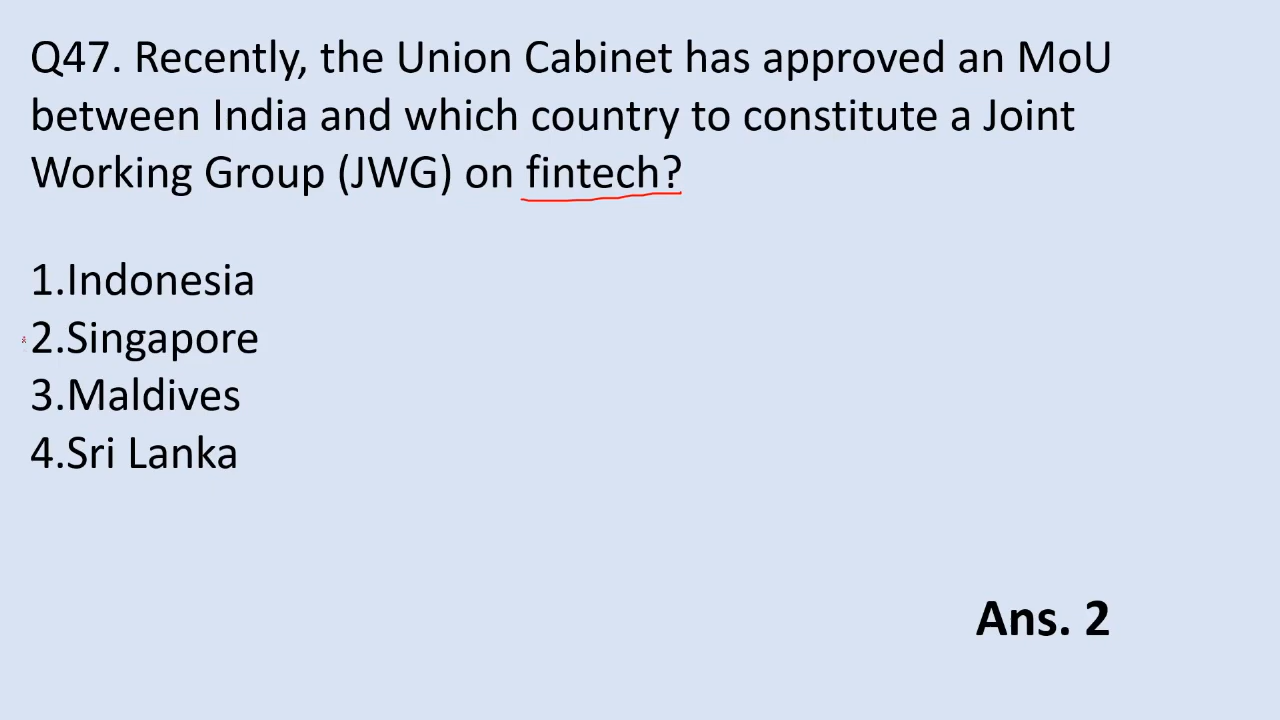 Q47. Recently, the Union Cabinet has approved an MoU
between India and which country to constitute a Joint
Working Group (JWG) on fintech?
1.Indonesia
2.Singapore
3.Maldives
4.Sri Lanka
Ans. 2